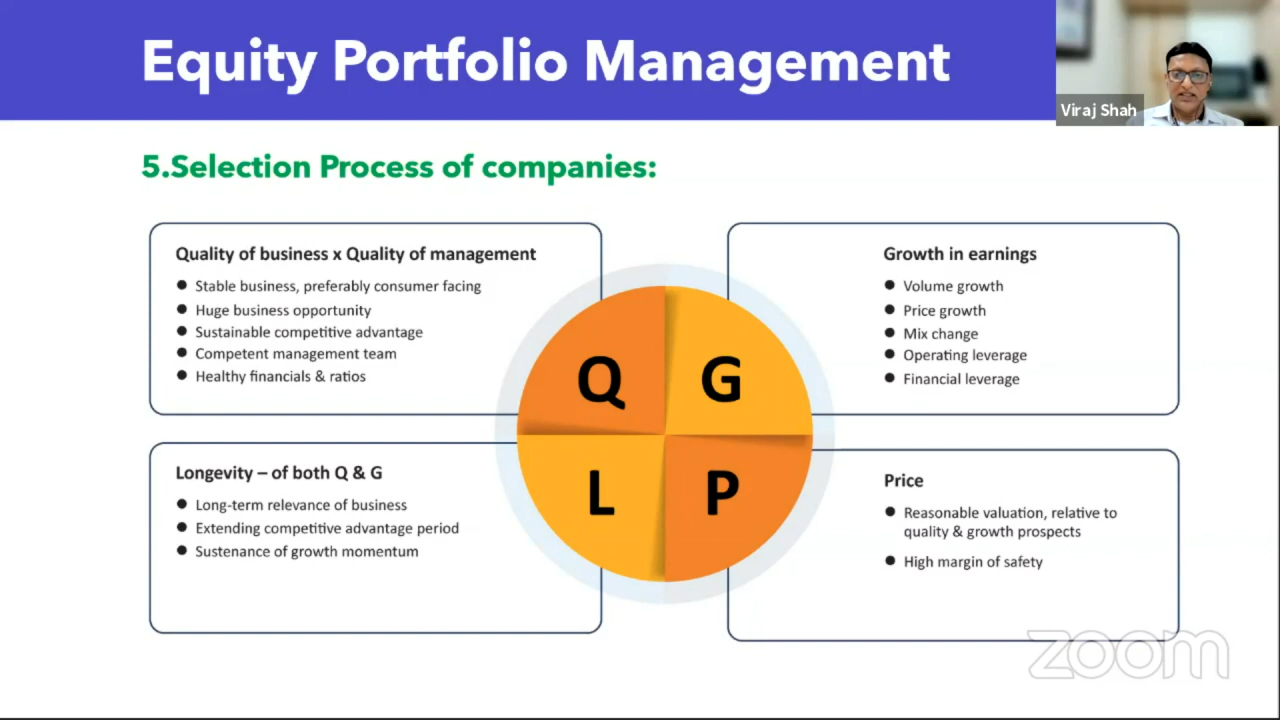 Equity Portfolio Management
Viraj Shah
5.Selection Process of companies:
Quality of business x Quality of management
Stable business, preferably consumer facing
Huge business opportunity
Sustainable competitive advantage
Competent management team
Healthy financials & ratios
Growth in earnings
Volume growth
Price growth
Mix change
Operating leverage
Financial leverage
Q
G
L
P
Longevity – of both Q & G
Long-term relevance of business
Extending competitive advantage period
Sustenance of growth momentum
Price
Reasonable valuation, relative to
quality & growth prospects
High margin of safety
zoom